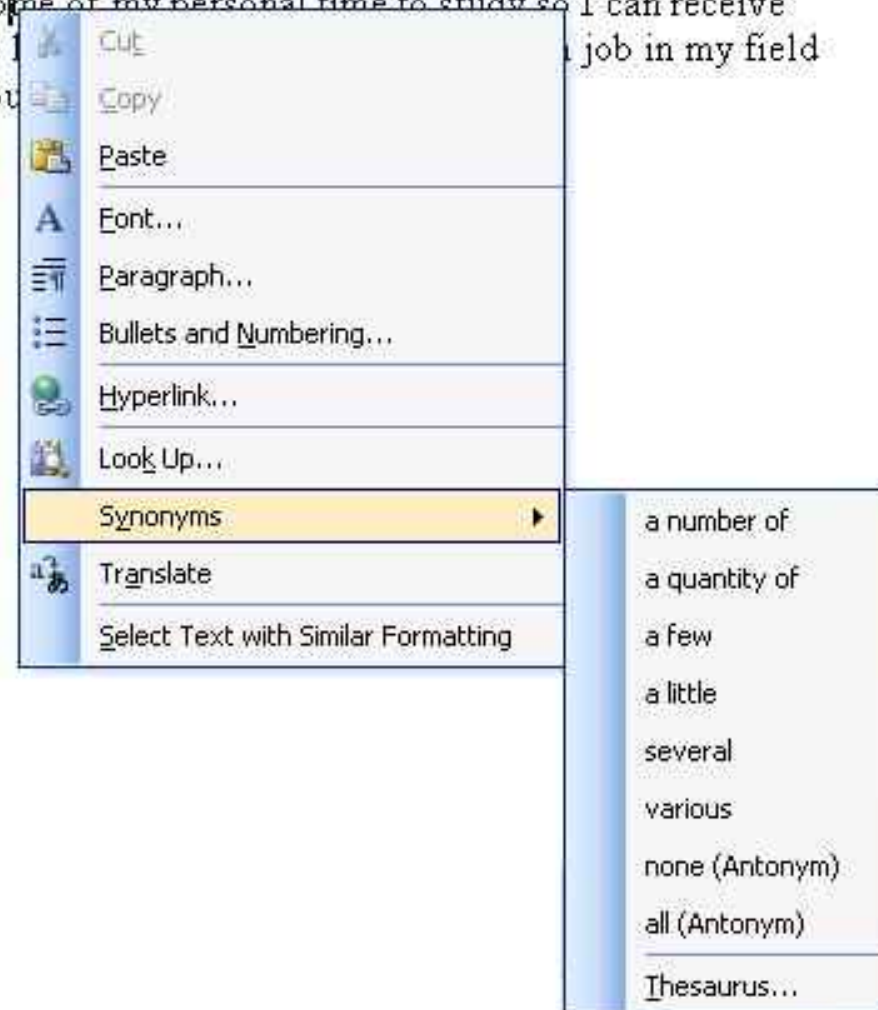 of my personal time to study so I can receive
job in my field
Cut
Copy
Paste
Font...
Paragraph...
Bullets and Numbering...
Hyperlink...
Look Up...
Synonyms
Translate
Select Text with Similar Formatting
a number of
a quantity of
a few
a little
several
various
none (Antonym)
all (Antonym)
Thesaurus...